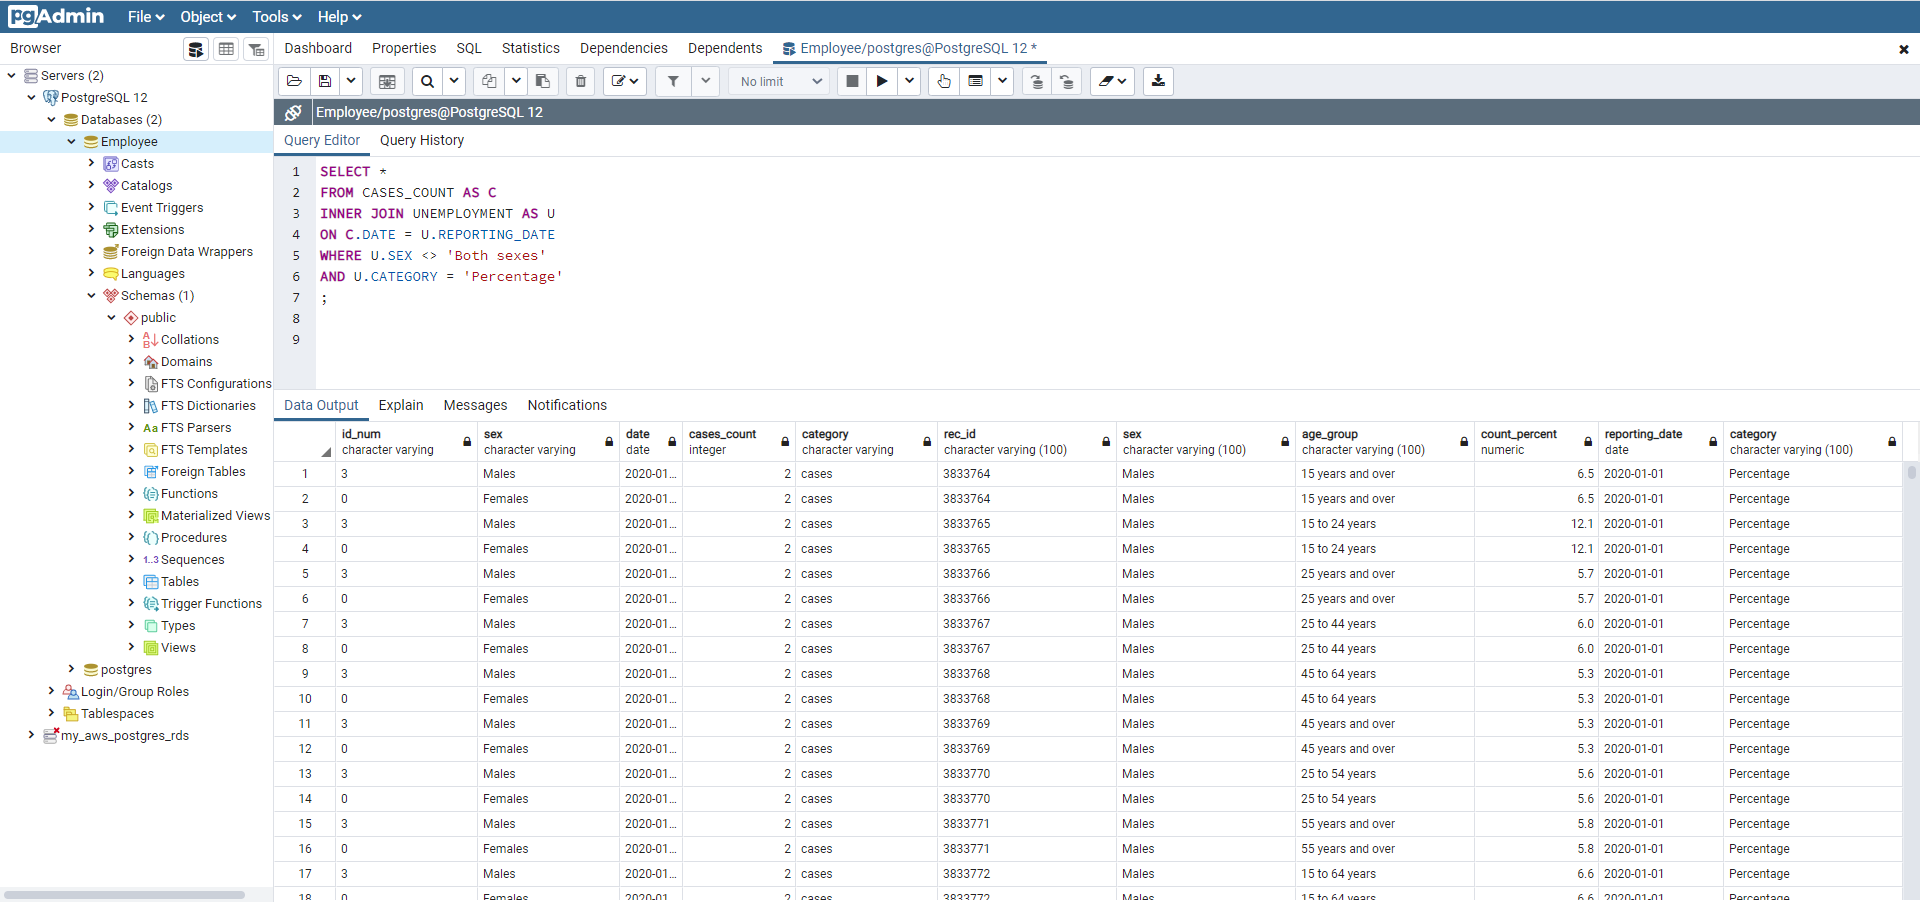 pgAdmin File Object Tools Help
Browser
Dashboard Properties SQL Statistics Dependencies Dependents Employee/postgres@PostgreSQL 12 *
No limit
Employee/postgres@PostgreSQL 12
Query Editor Query History
Servers (2)
PostgreSQL 12
Databases (2)
Employee
Casts
Catalogs
Event Triggers
Extensions
Foreign Data Wrappers
Languages
Schemas (1)
public
Collations
Domains
FTS Configurations
FTS Dictionaries
Aa FTS Parsers
FTS Templates
Foreign Tables
Functions
Materialized Views
Procedures
1..3 Sequences
Tables
Trigger Functions
Types
Views
postgres
Login/Group Roles
Tablespaces
my_aws_postgres_rds
1 SELECT *
2 FROM CASES_COUNT AS C
3 INNER JOIN UNEMPLOYMENT AS U
4 ON C.DATE = U.REPORTING_DATE
5 WHERE U.SEX <> 'Both sexes'
6 AND U.CATEGORY = 'Percentage'
7 ;
8
9
Data Output Explain Messages Notifications
id_num sex date cases_count category rec_id sex age_group count_percent reporting_date category
character varying character varying date integer character varying character varying (100) character varying (100) character varying (100) numeric date character varying (100)
1 3 Males 2020-01... 2 cases 3833764 Males 15 years and over 6.5 2020-01-01 Percentage
2 0 Females 2020-01... 2 cases 3833764 Males 15 years and over 6.5 2020-01-01 Percentage
3 3 Males 2020-01... 2 cases 3833765 Males 15 to 24 years 12.1 2020-01-01 Percentage
4 0 Females 2020-01... 2 cases 3833765 Males 15 to 24 years 12.1 2020-01-01 Percentage
5 3 Males 2020-01... 2 cases 3833766 Males 25 years and over 5.7 2020-01-01 Percentage
6 0 Females 2020-01... 2 cases 3833766 Males 25 years and over 5.7 2020-01-01 Percentage
7 3 Males 2020-01... 2 cases 3833767 Males 25 to 44 years 6.0 2020-01-01 Percentage
8 0 Females 2020-01... 2 cases 3833767 Males 25 to 44 years 6.0 2020-01-01 Percentage
9 3 Males 2020-01... 2 cases 3833768 Males 45 to 64 years 5.3 2020-01-01 Percentage
10 0 Females 2020-01... 2 cases 3833768 Males 45 to 64 years 5.3 2020-01-01 Percentage
11 3 Males 2020-01... 2 cases 3833769 Males 45 years and over 5.3 2020-01-01 Percentage
12 0 Females 2020-01... 2 cases 3833769 Males 45 years and over 5.3 2020-01-01 Percentage
13 3 Males 2020-01... 2 cases 3833770 Males 25 to 54 years 5.6 2020-01-01 Percentage
14 0 Females 2020-01... 2 cases 3833770 Males 25 to 54 years 5.6 2020-01-01 Percentage
15 3 Males 2020-01... 2 cases 3833771 Males 55 years and over 5.8 2020-01-01 Percentage
16 0 Females 2020-01... 2 cases 3833771 Males 55 years and over 5.8 2020-01-01 Percentage
17 3 Males 2020-01... 2 cases 3833772 Males 15 to 64 years 6.6 2020-01-01 Percentage
18 0 Females 2020-01... 2 cases 3833772 Males 15 to 64 years 6.6 2020-01-01 Percentage